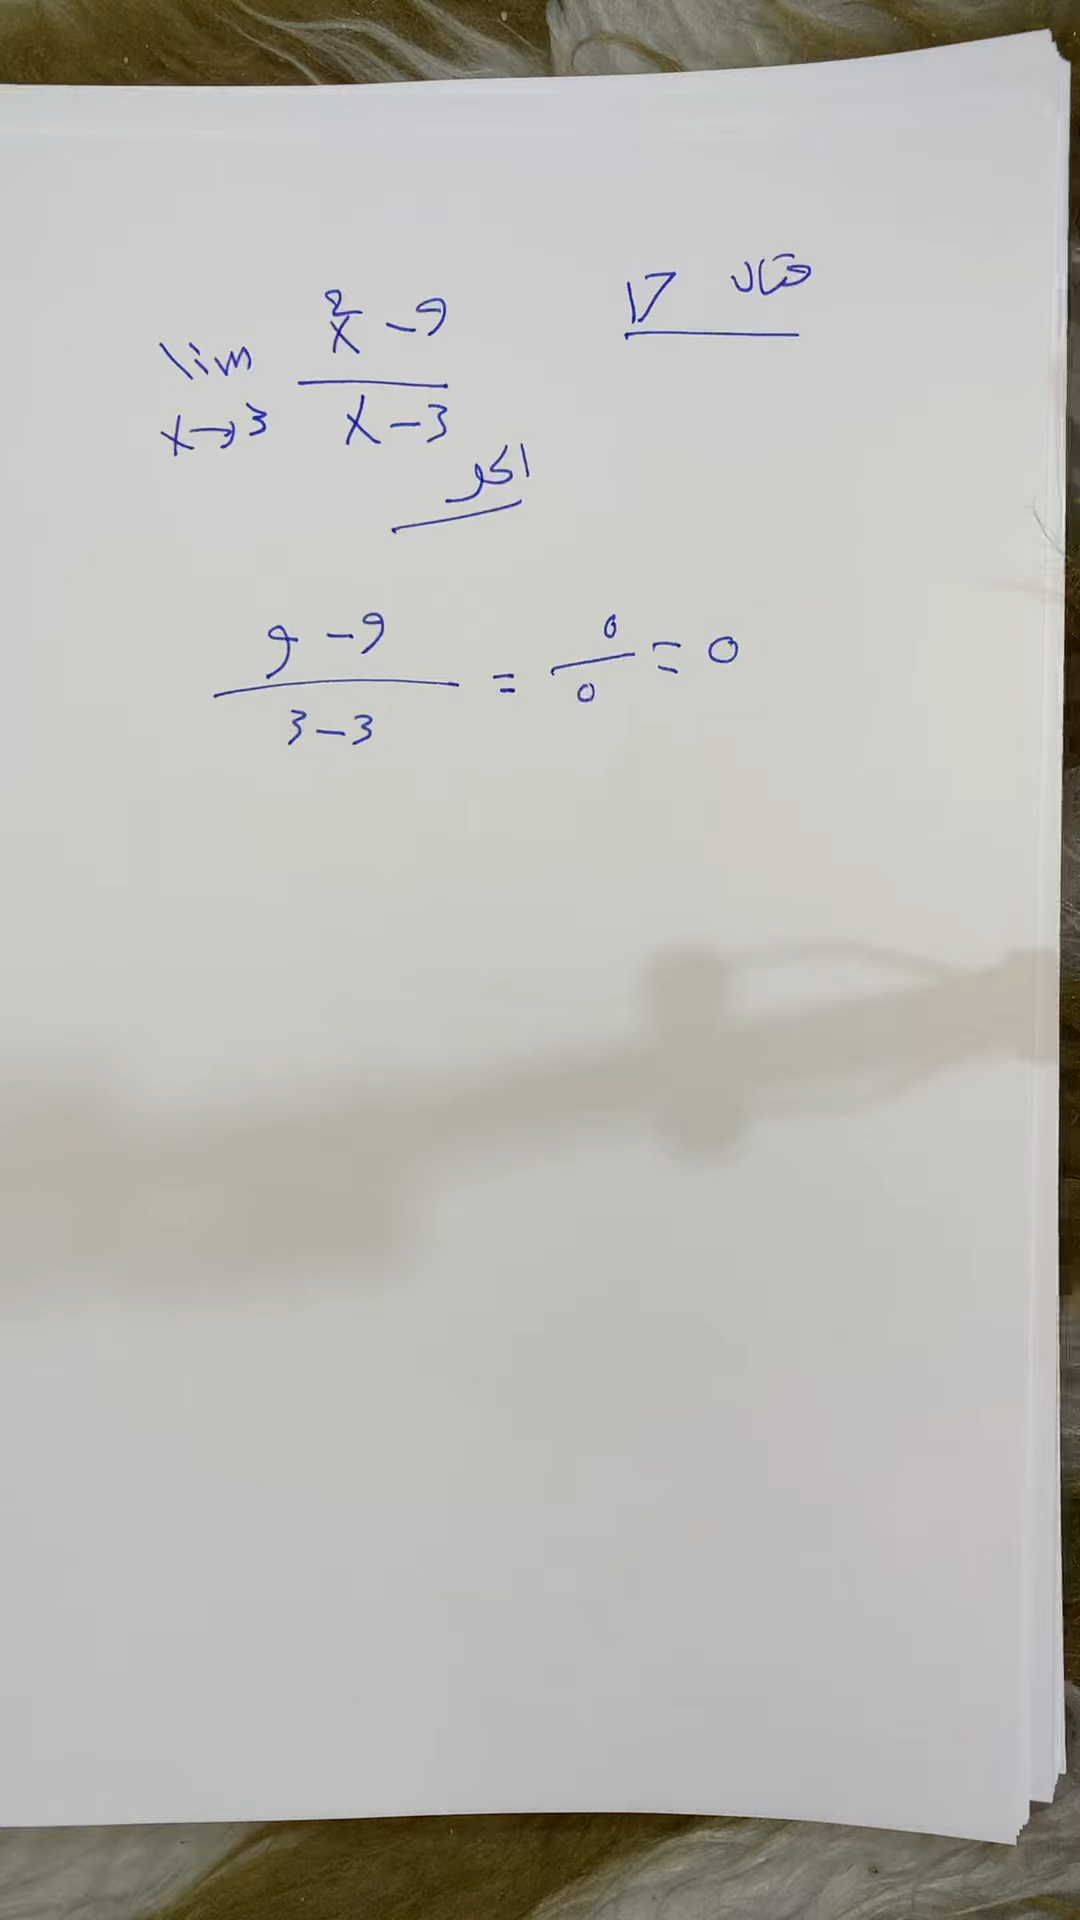 مثال 17
lim x→3 (x² - 9) / (x - 3)
الحل
(9 - 9) / (3 - 3) = 0 / 0 = 0